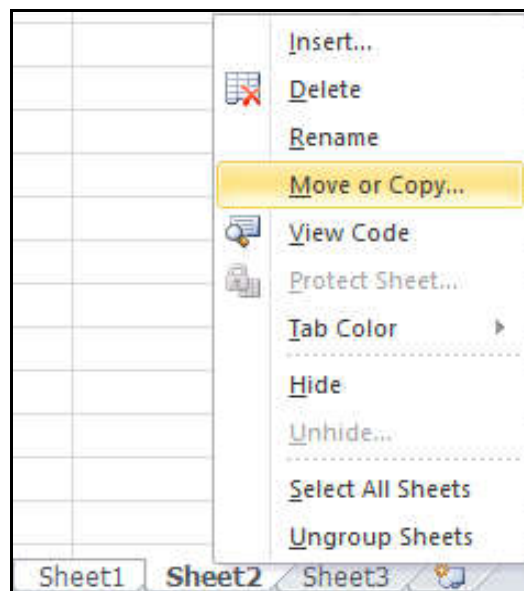 Insert...
Delete
Rename
Move or Copy...
View Code
Protect Sheet...
Tab Color
Hide
Unhide...
Select All Sheets
Ungroup Sheets
Sheet1 Sheet2 Sheet3